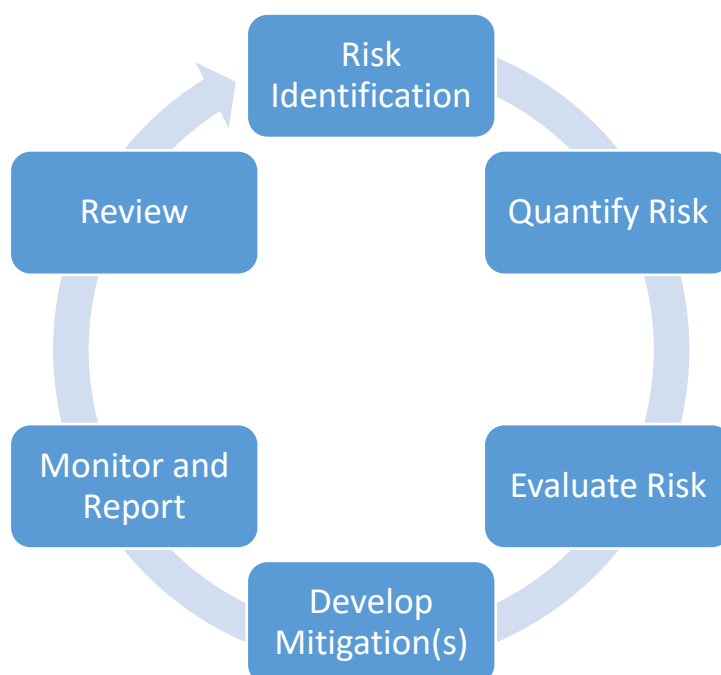 Risk
Identification
Quantify Risk
Evaluate Risk
Develop
Mitigation(s)
Monitor and
Report
Review